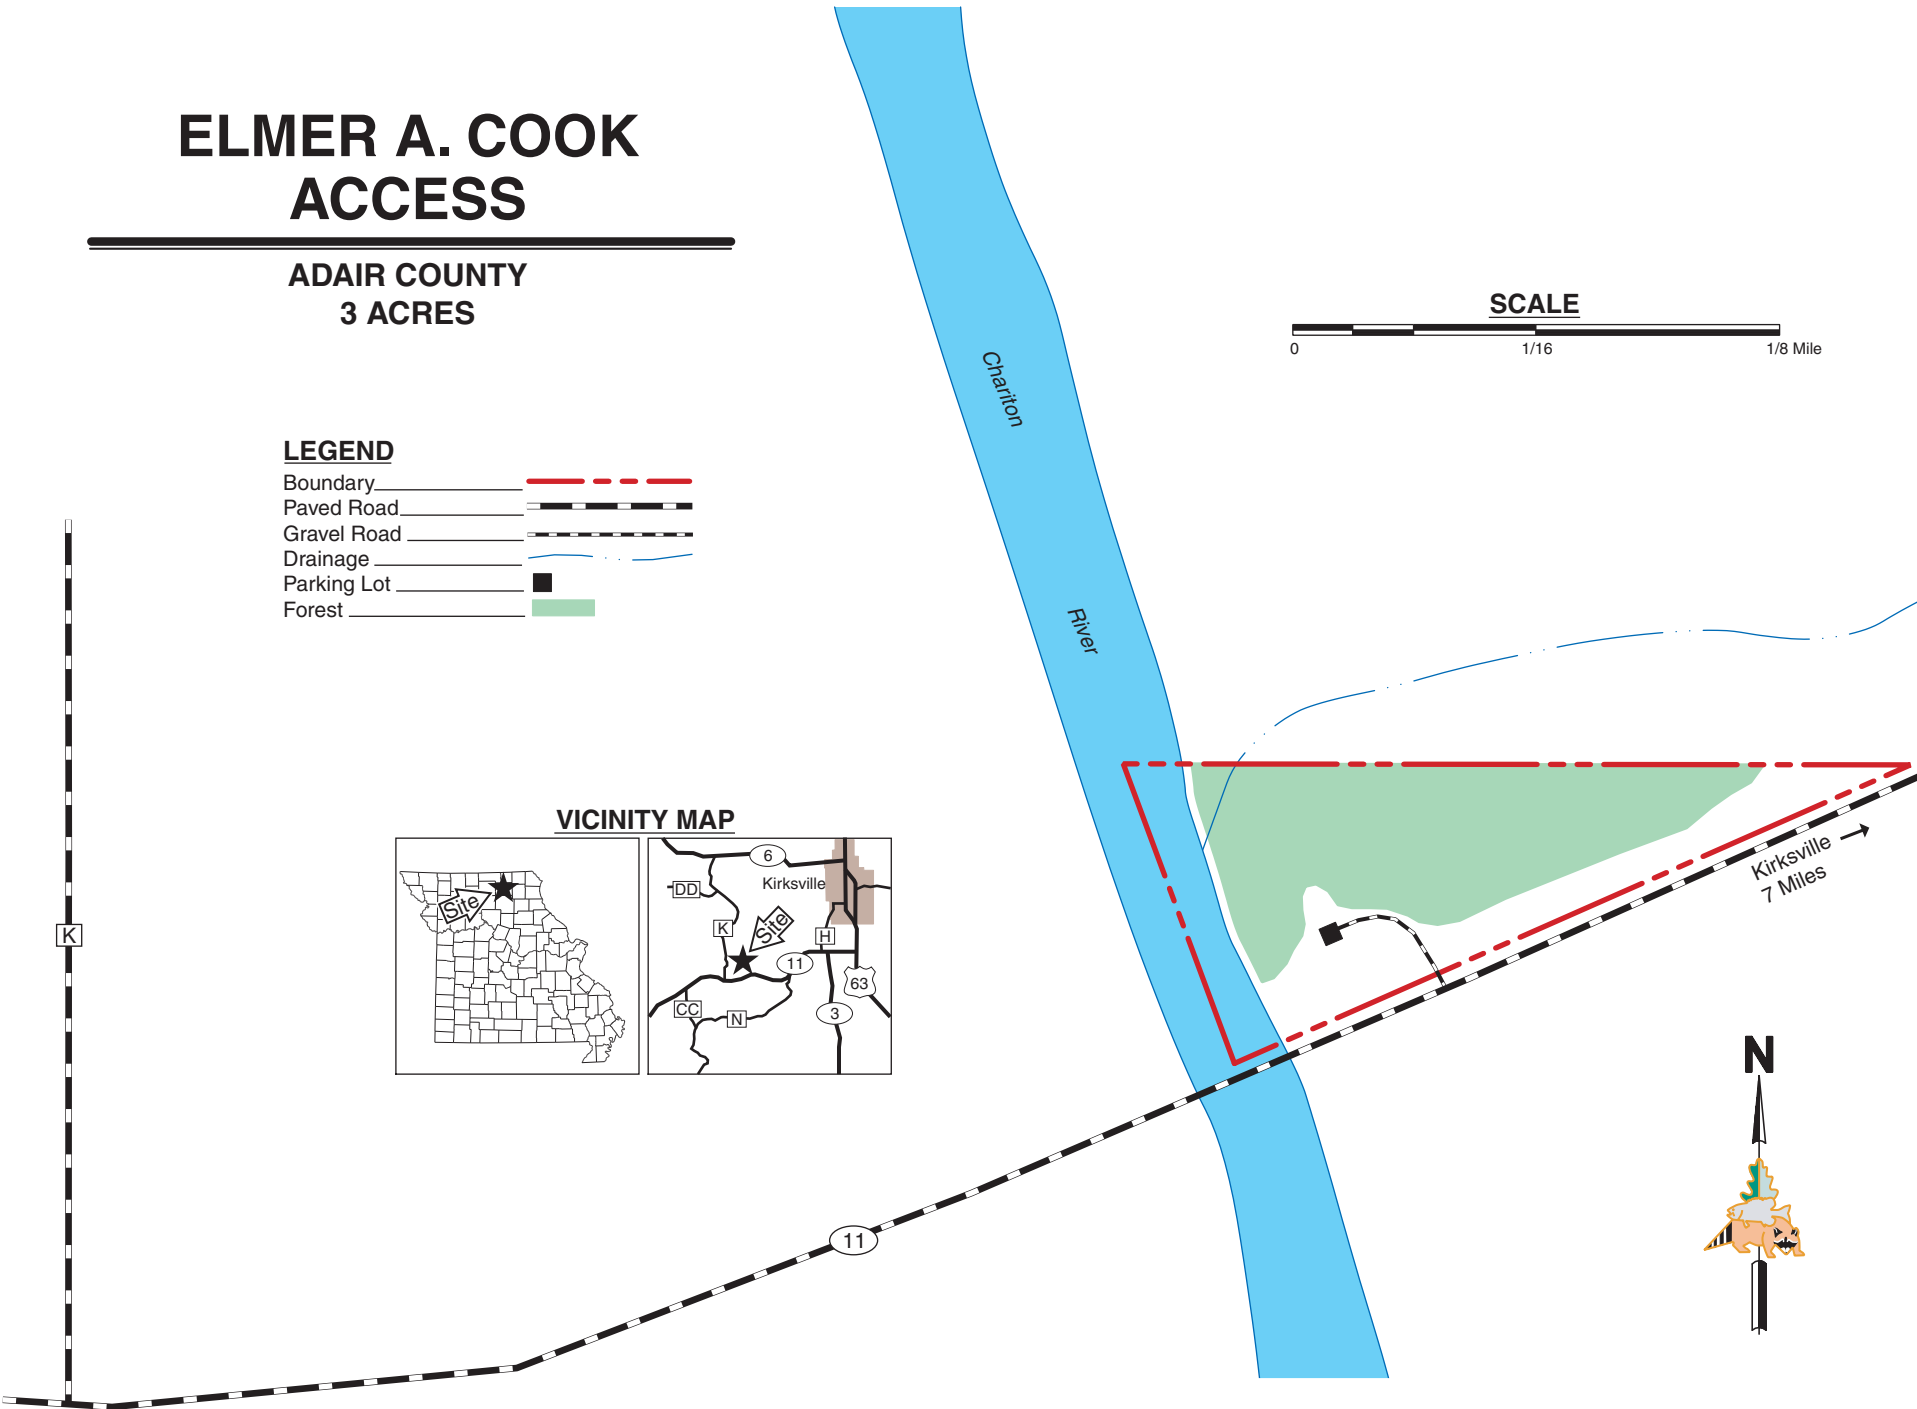 ELMER A. COOK
ACCESS
ADAIR COUNTY
3 ACRES
SCALE
0 1/16 1/8 Mile
Chariton
River
LEGEND
Boundary
Paved Road
Gravel Road
Drainage
Parking Lot
Forest
K
VICINITY MAP
Site
6
Kirksville
DD
K
Site
H
11
63
CC
N
3
Kirksville
7 Miles
11
N